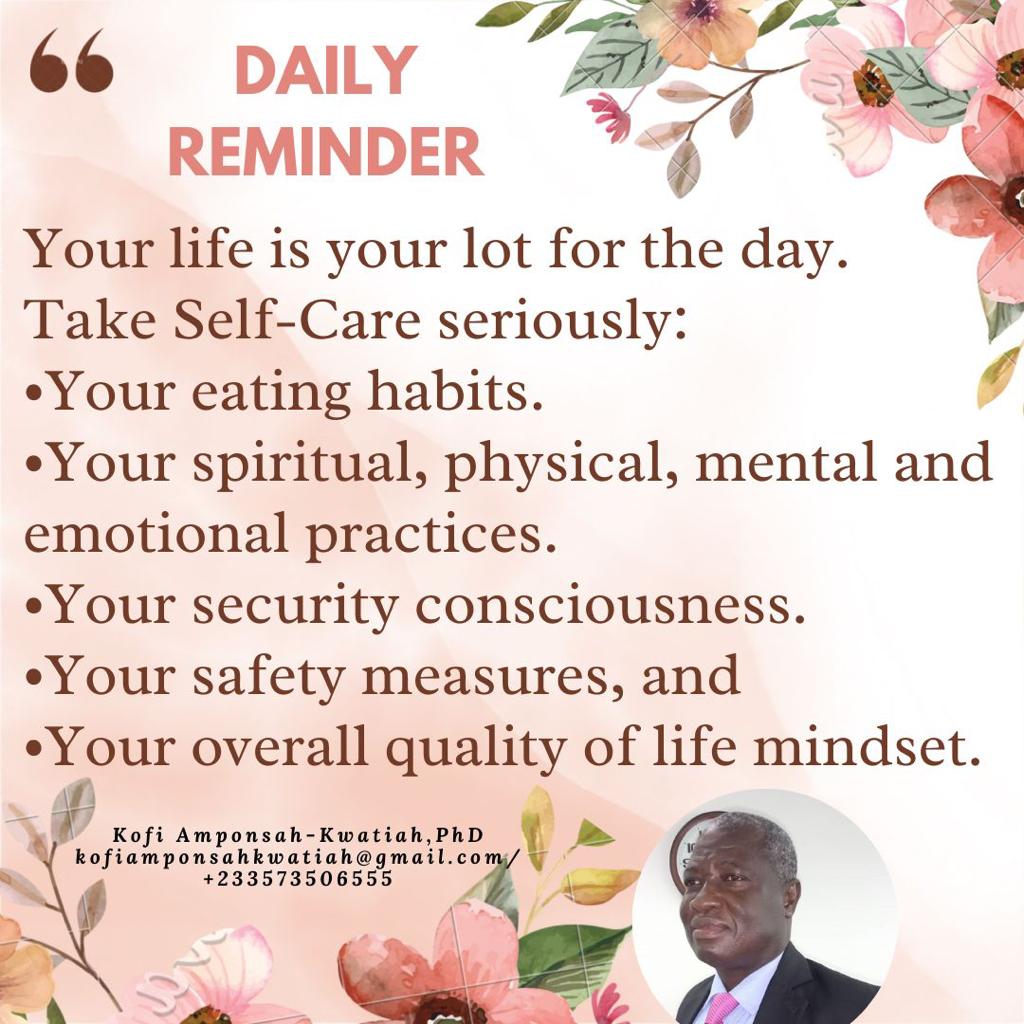 “
DAILY
REMINDER
Your life is your lot for the day.
Take Self-Care seriously:
•Your eating habits.
•Your spiritual, physical, mental and
emotional practices.
•Your security consciousness.
•Your safety measures, and
•Your overall quality of life mindset.
Kofi Amponsah-Kwatiah,PhD
kofiamponsahkwatiah@gmail.com/
+233573506555